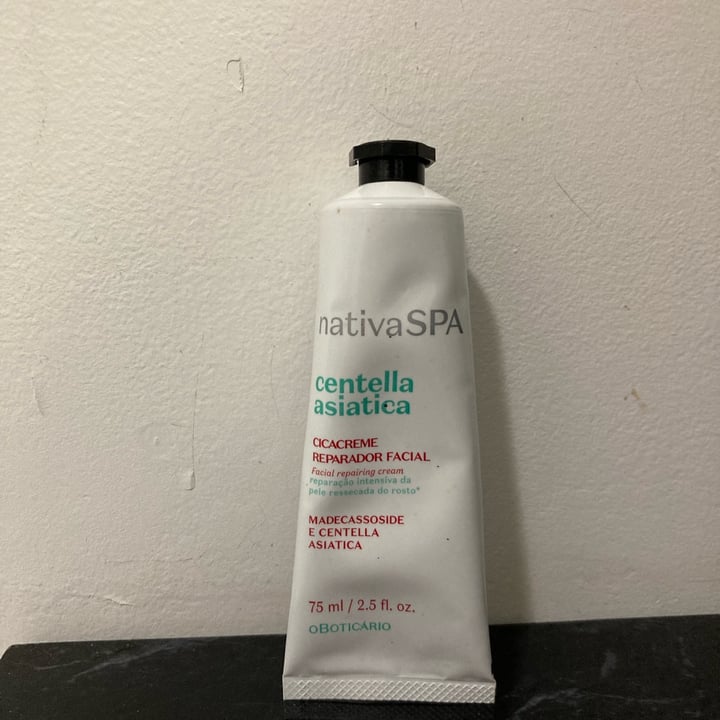 nativaSPA
centella
asiatica
CICACREME
REPARADOR FACIAL
Facial repairing cream
reparação intensiva da
pele ressecada do rosto*
MADECASSOSIDE
E CENTELLA
ASIATICA
75 ml / 2.5 fl. oz.
oBOTICÁRIO